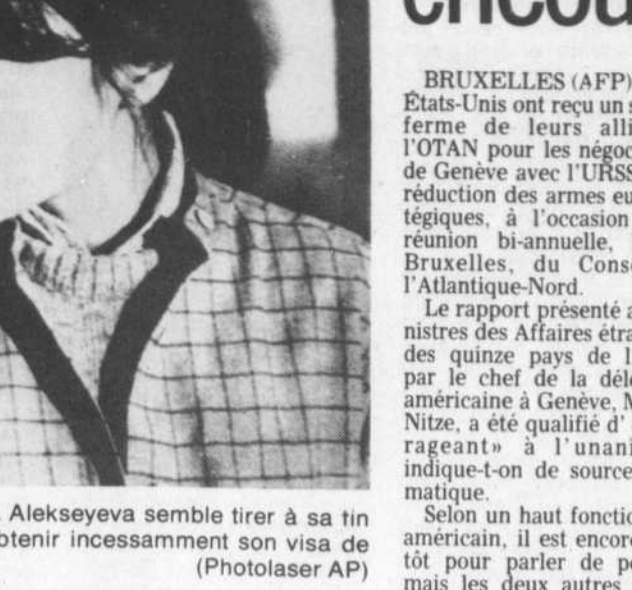 encou
Alekseyeva semble tirer à sa fin
btenir incessamment son visa de
(Photolaser AP)
BRUXELLES (AFP)
États-Unis ont reçu un s
ferme de leurs alli
l'OTAN pour les négoc
de Genève avec l'URSS
réduction des armes eu
tégiques, à l'occasion
réunion bi-annuelle,
Bruxelles, du Conse
l'Atlantique-Nord.
Le rapport présenté a
nistres des Affaires étra
des quinze pays de l
par le chef de la délé
américaine à Genève, M
Nitze, a été qualifié d'
rageant» à l'unani
indique-t-on de source
matique.
Selon un haut fonctio
américain, il est encor
tôt pour parler de p
mais les deux autres